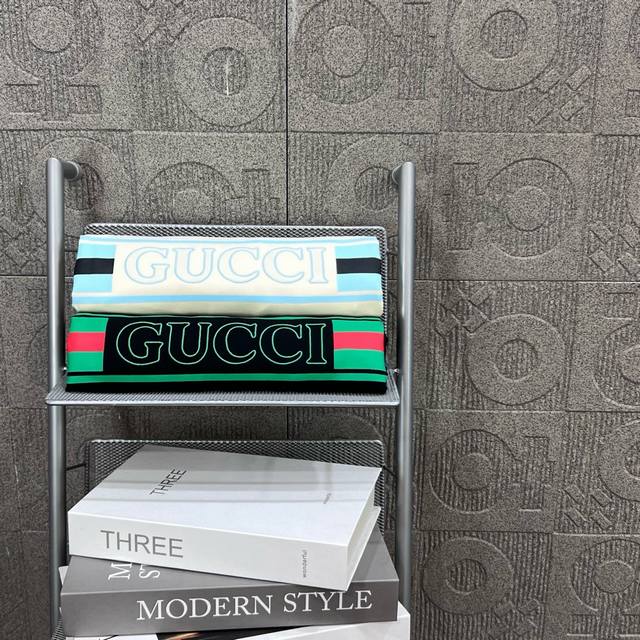 GUCCI
GUCCI
THREE
THREE
wonderful
MODERN STYLE